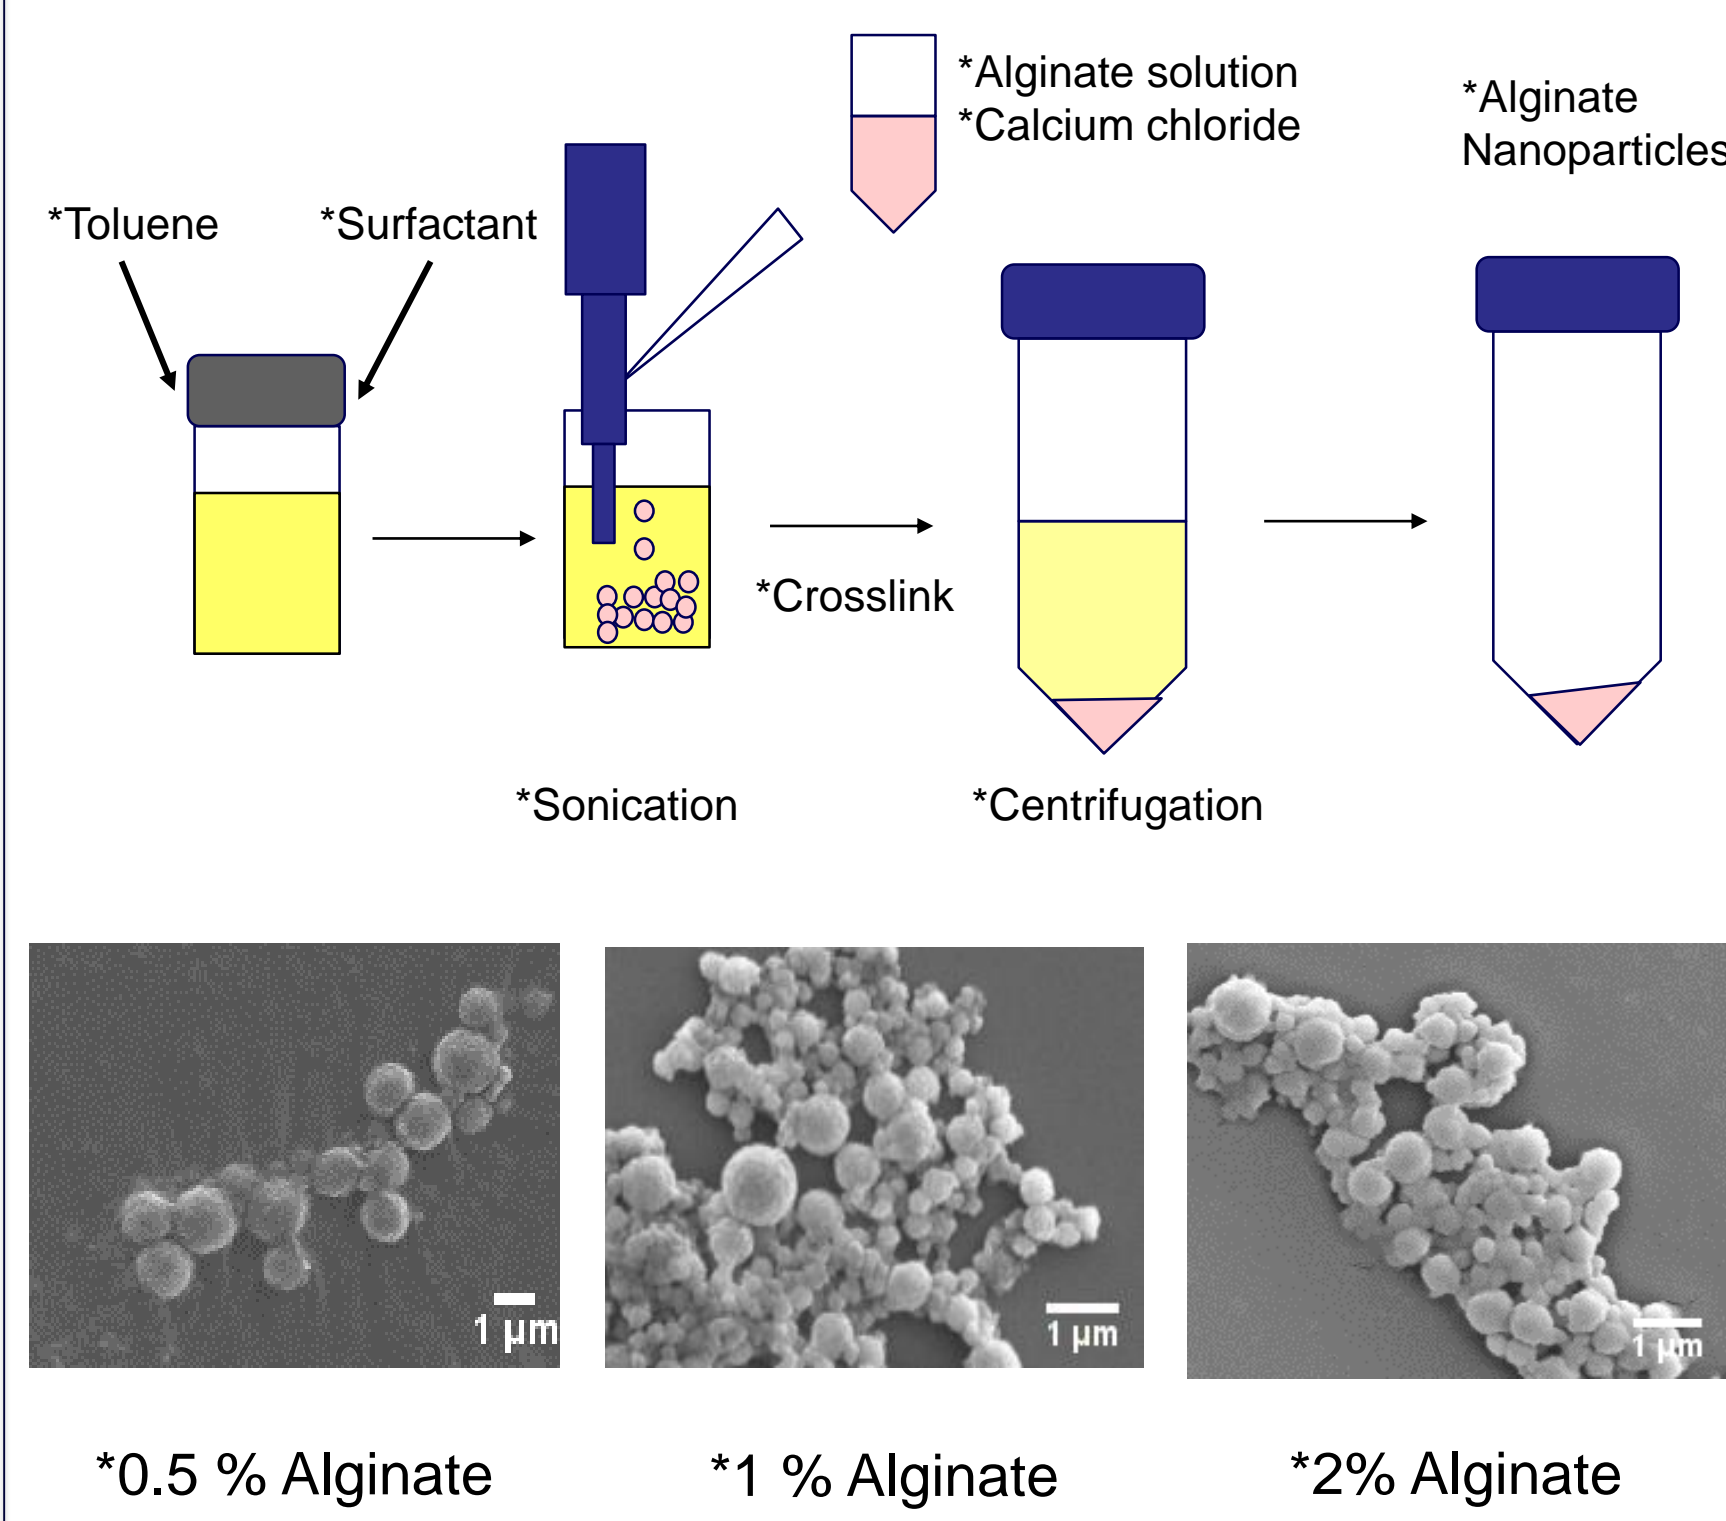 *Alginate solution
*Calcium chloride
*Alginate
Nanoparticles
*Toluene
*Surfactant
*Crosslink
*Sonication
*Centrifugation
1 µm
1 µm
1 µm
*0.5 % Alginate
*1 % Alginate
*2% Alginate